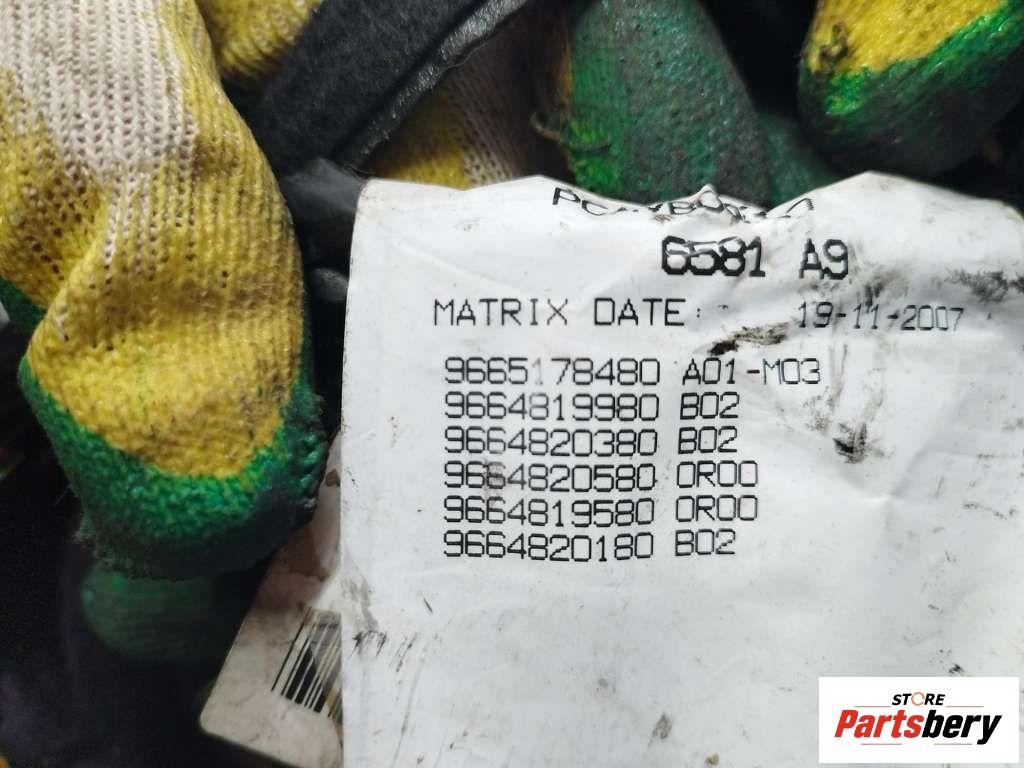 6581 A9
MATRIX DATE: 19-11-2007
9665178480 A01-M03
9664819980 B02
9664820380 B02
9664820580 0R00
9664819580 0R00
9664820180 B02
STORE
Partsbery